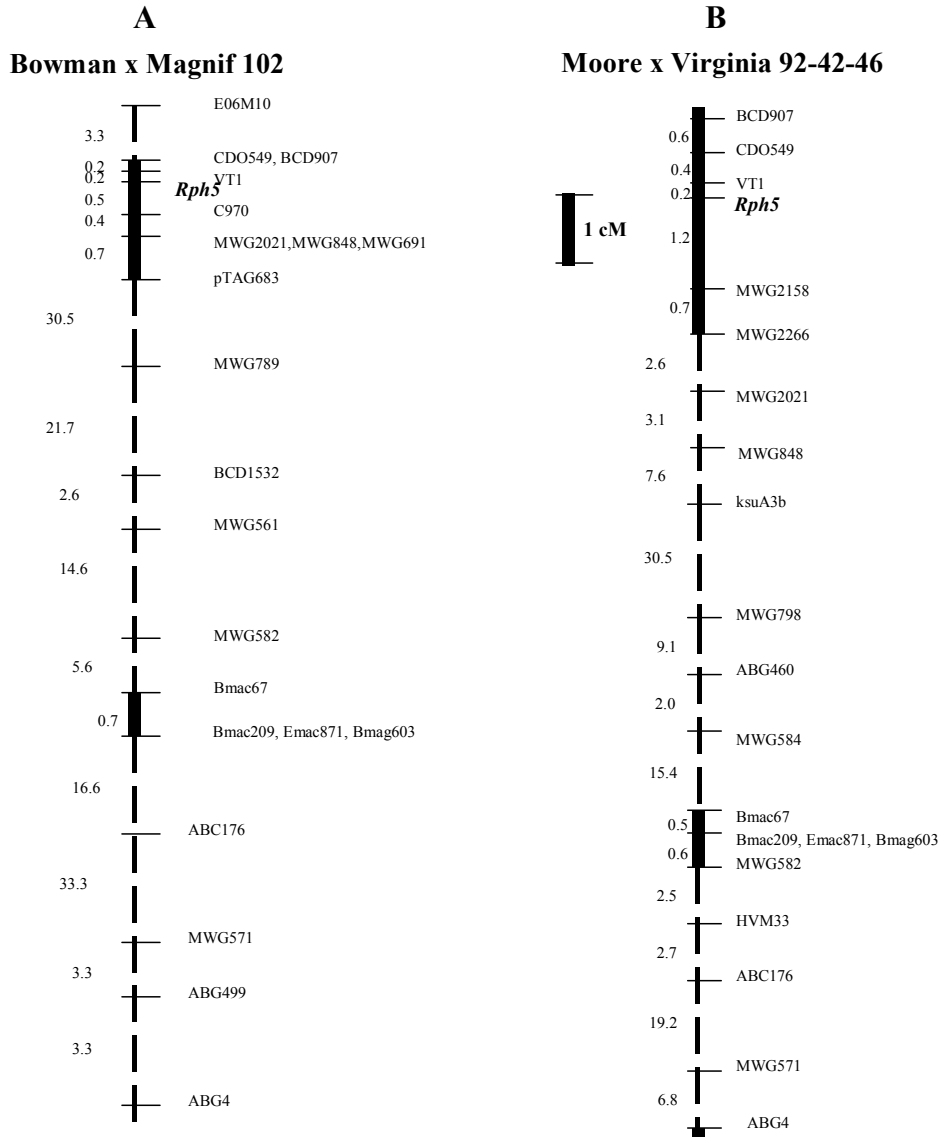 A
Bowman x Magnif 102
E06M10
3.3
CDO549, BCD907
0.2
VT1
0.2
Rph5
0.5
C970
0.4
MWG2021,MWG848,MWG691
0.7
pTAG683
30.5
MWG789
21.7
BCD1532
2.6
MWG561
14.6
MWG582
5.6
Bmac67
0.7
Bmac209, Emac871, Bmag603
16.6
ABC176
33.3
MWG571
3.3
ABG499
3.3
ABG4
B
Moore x Virginia 92-42-46
BCD907
0.6
CDO549
0.4
VT1
0.2
Rph5
1 cM
1.2
MWG2158
0.7
MWG2266
2.6
MWG2021
3.1
MWG848
7.6
ksuA3b
30.5
MWG798
9.1
ABG460
2.0
MWG584
15.4
Bmac67
0.5
Bmac209, Emac871, Bmag603
0.6
MWG582
2.5
HVM33
2.7
ABC176
19.2
MWG571
6.8
ABG4